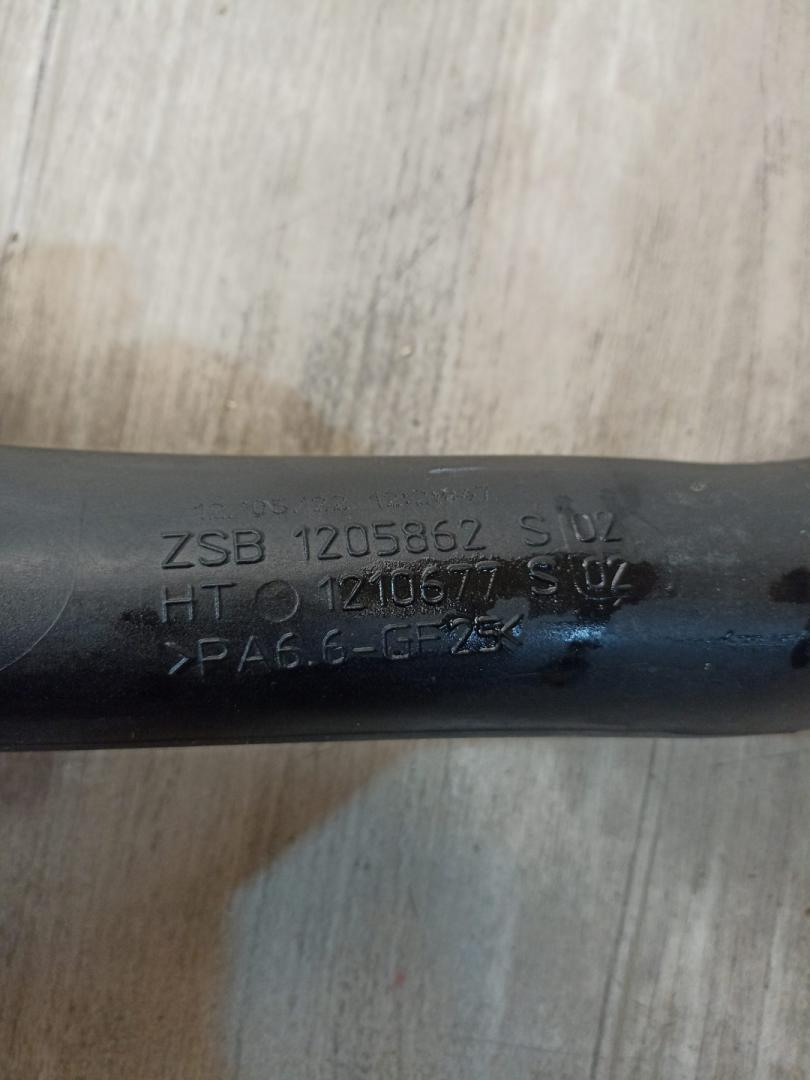 ZSB 1205862 S 02
HT 1210677 S 02
>PA6.6-GF25<